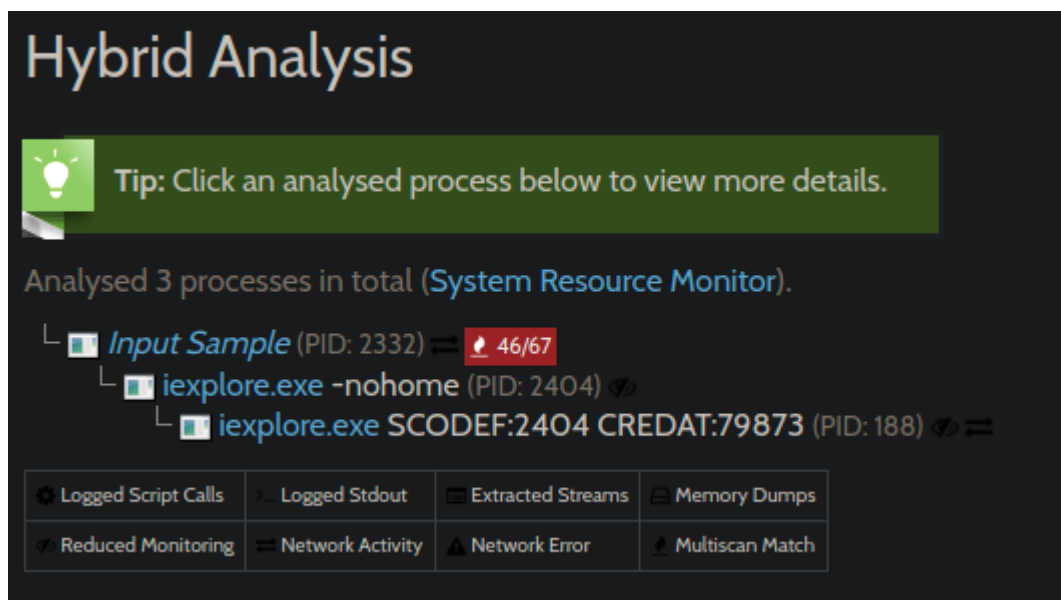 Hybrid Analysis
Tip: Click an analysed process below to view more details.
Analysed 3 processes in total (System Resource Monitor).
Input Sample (PID: 2332) 46/67
iexplore.exe -nohome (PID: 2404)
iexplore.exe SCODEF:2404 CREDAT:79873 (PID: 188)
Logged Script Calls >_ Logged Stdout Extracted Streams Memory Dumps
Reduced Monitoring Network Activity Network Error Multiscan Match